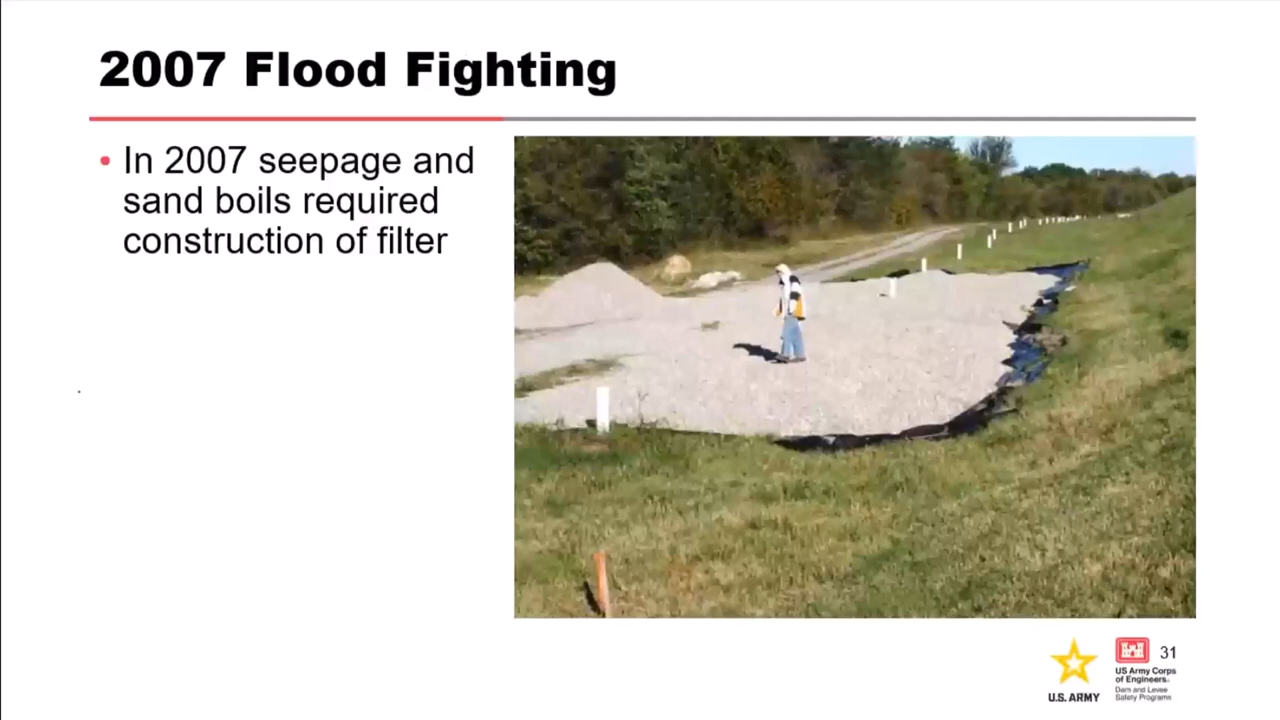 2007 Flood Fighting
• In 2007 seepage and
sand boils required
construction of filter
U.S. ARMY
US Army Corps
of Engineers®
Dam and Levee
Safety Programs
31